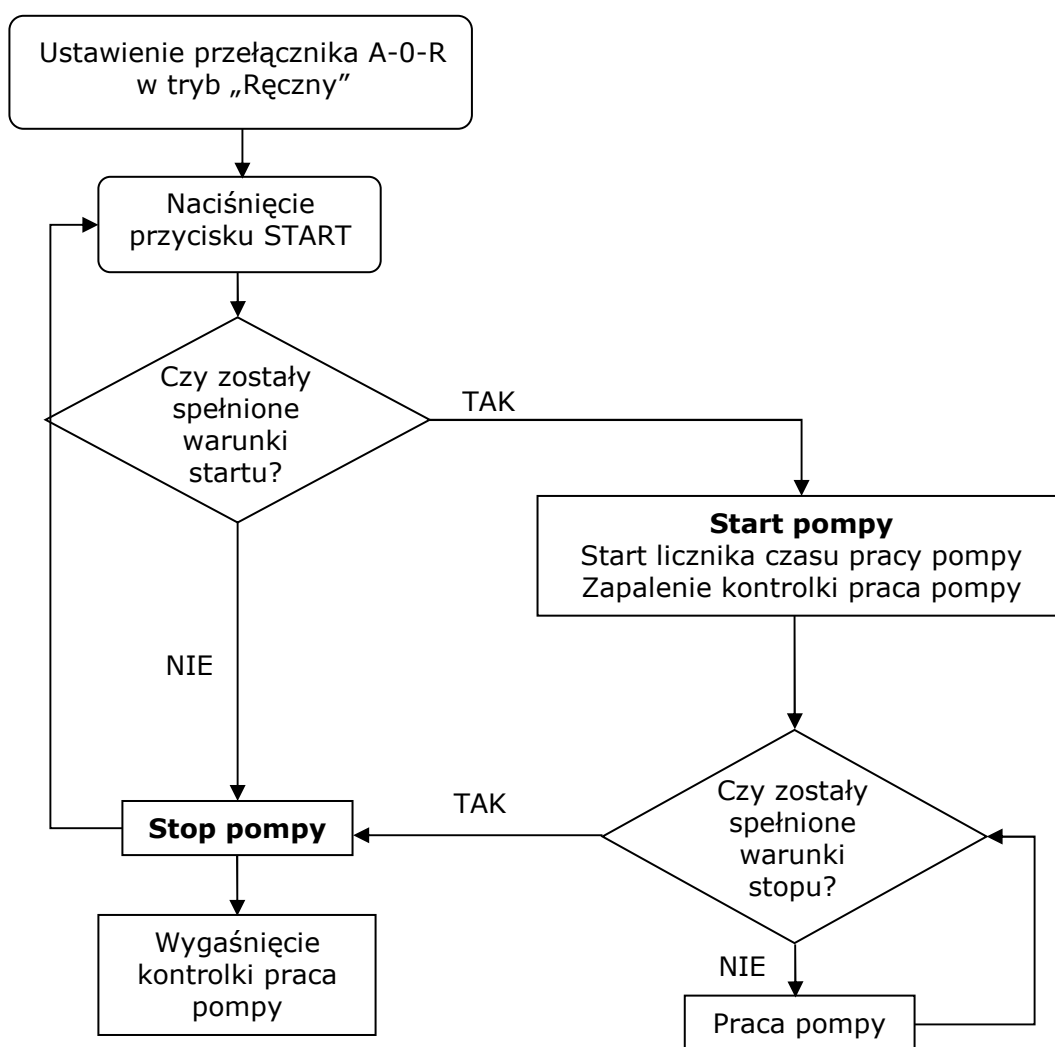 Ustawienie przełącznika A-0-R
w tryb „Ręczny”
Naciśnięcie
przycisku START
Czy zostały
spełnione
warunki
startu?
TAK
Start pompy
Start licznika czasu pracy pompy
Zapalenie kontrolki praca pompy
NIE
Czy zostały
spełnione
warunki
stopu?
TAK
Stop pompy
Wygaśnięcie
kontrolki praca
pompy
NIE
Praca pompy